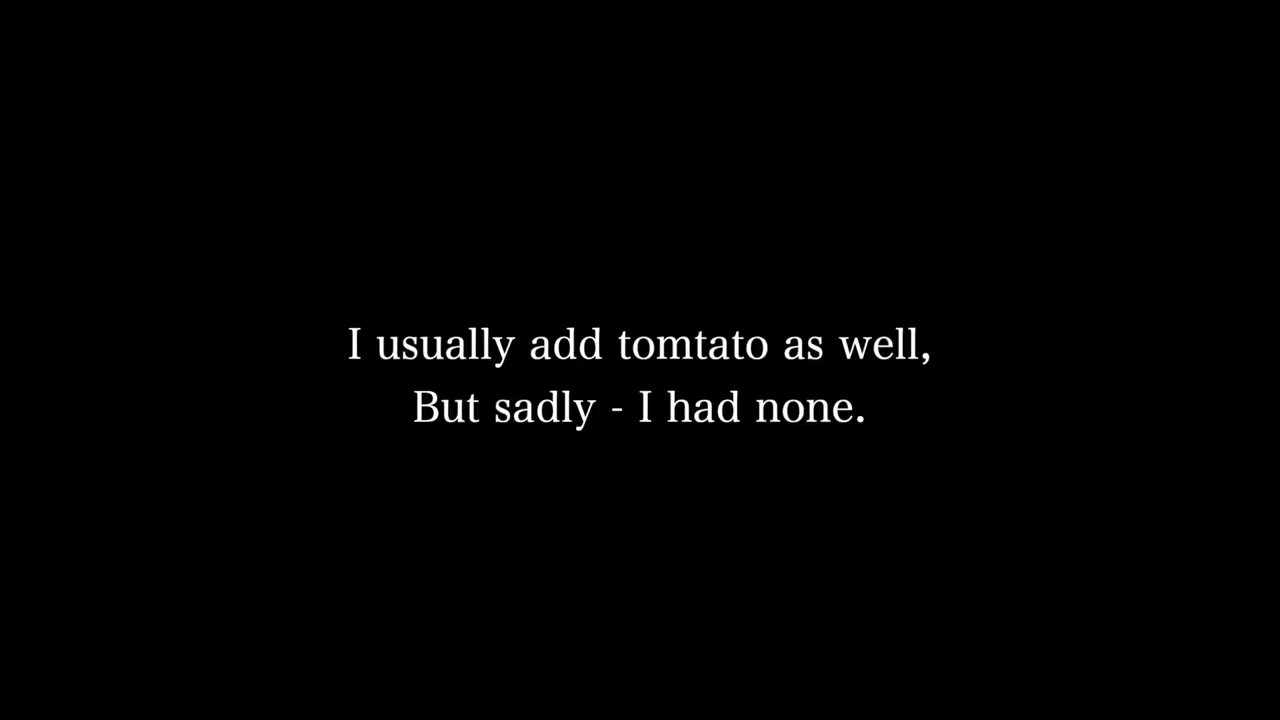 I usually add tomtato as well,
But sadly - I had none.